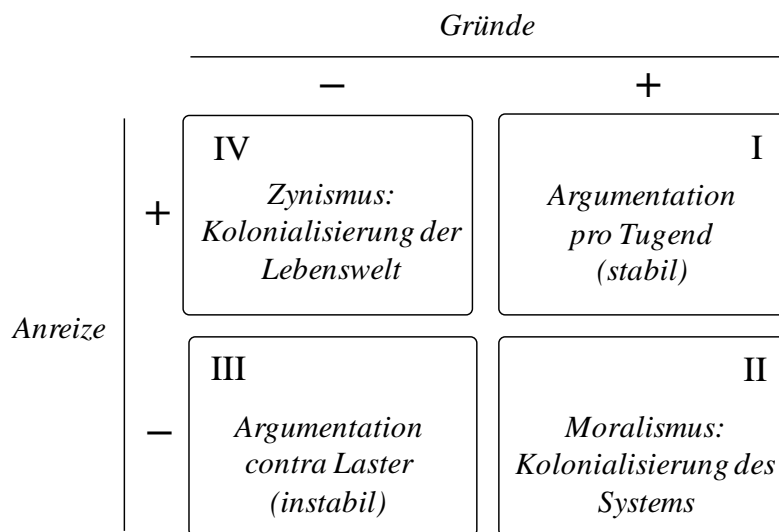 Gründe
− +
IV
Zynismus:
Kolonialisierung der
Lebenswelt
I
Argumentation
pro Tugend
(stabil)
+
Anreize
−
III
Argumentation
contra Laster
(instabil)
II
Moralismus:
Kolonialisierung des
Systems